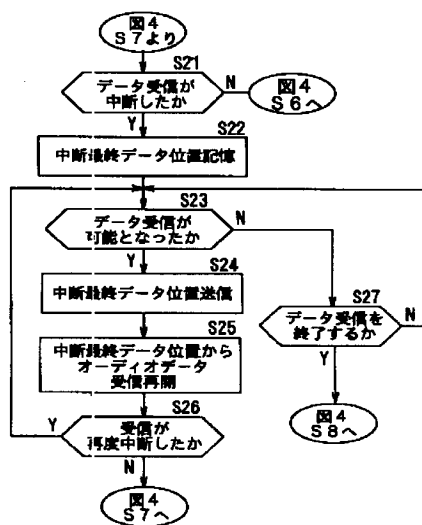 図4
S7より
S21
データ受信が
中断したか
N
図4
S6へ
Y
S22
中断最終データ位置記憶
S23
データ受信が
可能となったか
N
Y
S24
中断最終データ位置送信
S27
データ受信を
終了するか
N
Y
S25
中断最終データ位置から
オーディオデータ
受信再開
図4
S8へ
S26
受信が
再度中断したか
Y
N
図4
S7へ